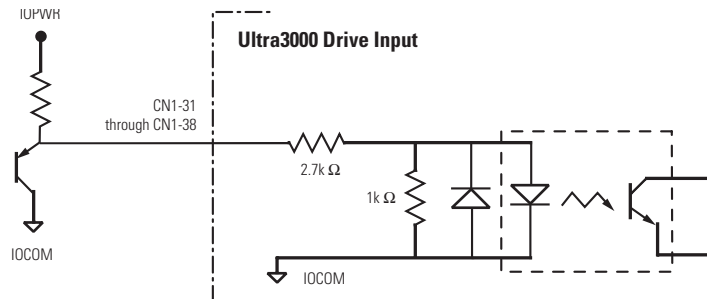 IOPWR
Ultra3000 Drive Input
CN1-31
through CN1-38
2.7k Ω
1k Ω
IOCOM
IOCOM